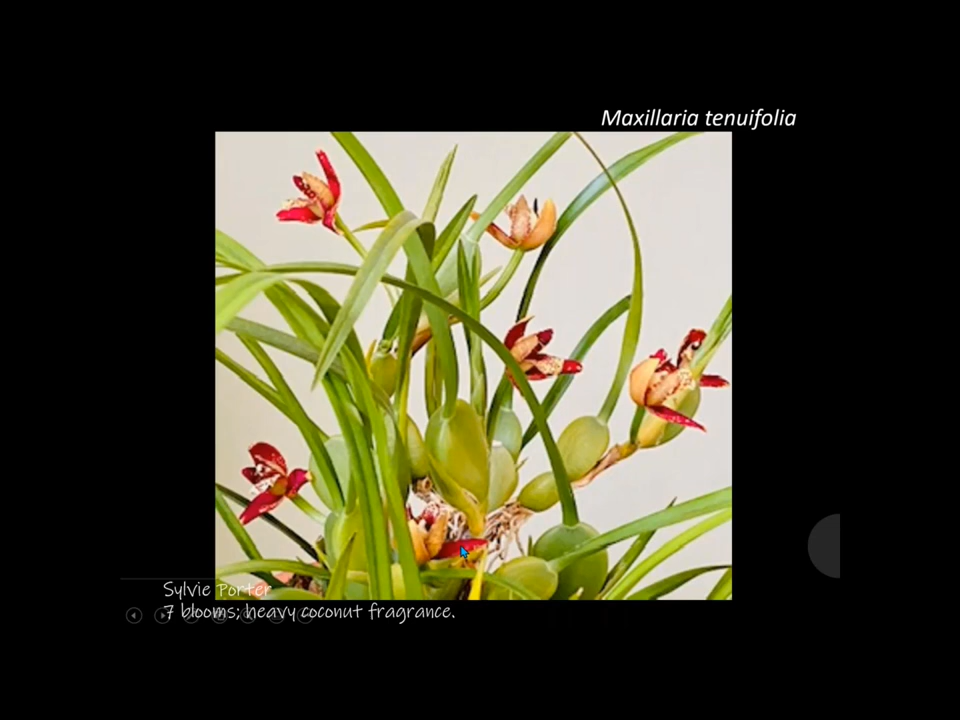 Maxillaria tenuifolia
Sylvie Porter
7 blooms; heavy coconut fragrance.